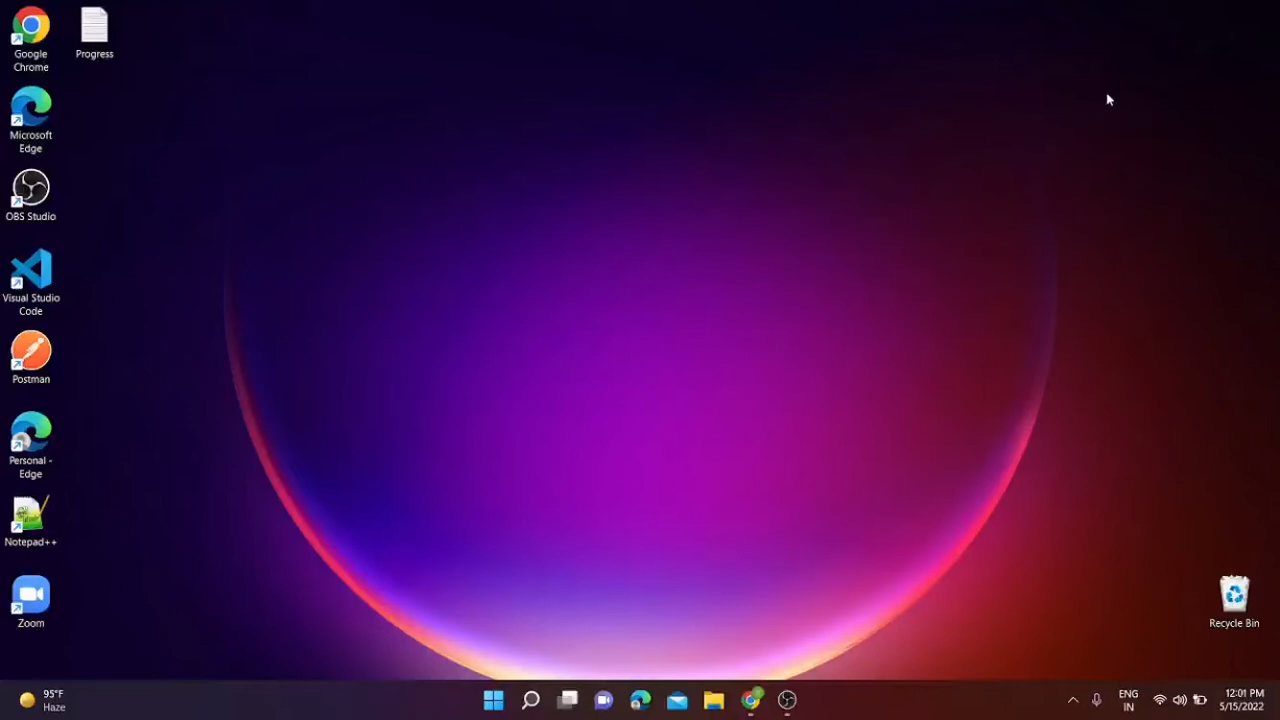 Google
Chrome
Progress
Microsoft
Edge
OBS Studio
Visual Studio
Code
Postman
Personal -
Edge
Notepad++
Zoom
Recycle Bin
95°F
Haze
ENG
IN
12:01 PM
5/15/2022